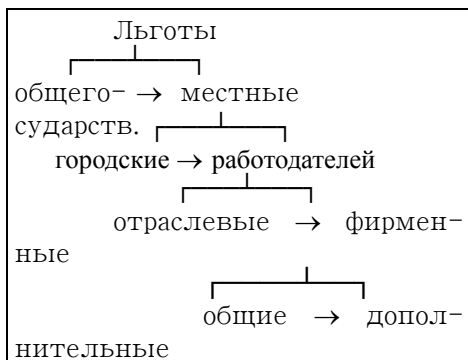 Льготы
общего- → местные
сударств.
городские → работодателей
отраслевые → фирмен-
ные
общие → допол-
нительные